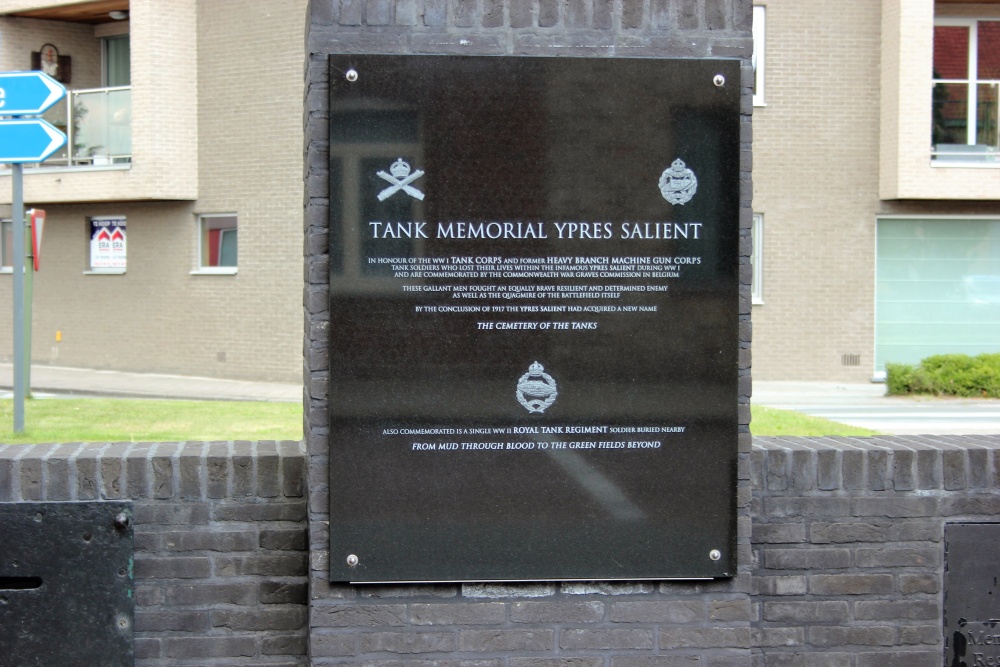 e
TE KOOP TE KOOP
ERA ERA
TANK MEMORIAL YPRES SALIENT
IN HONOUR OF THE WW I TANK CORPS AND FORMER HEAVY BRANCH MACHINE GUN CORPS
TANK SOLDIERS WHO LOST THEIR LIVES WITHIN THE INFAMOUS YPRES SALIENT DURING WW I
AND ARE COMMEMORATED BY THE COMMONWEALTH WAR GRAVES COMMISSION IN BELGIUM
THESE GALLANT MEN FOUGHT AN EQUALLY BRAVE RESILIENT AND DETERMINED ENEMY
AS WELL AS THE QUAGMIRE OF THE BATTLEFIELD ITSELF
BY THE CONCLUSION OF 1917 THE YPRES SALIENT HAD ACQUIRED A NEW NAME
THE CEMETERY OF THE TANKS
ALSO COMMEMORATED IS A SINGLE WW II ROYAL TANK REGIMENT SOLDIER BURIED NEARBY
FROM MUD THROUGH BLOOD TO THE GREEN FIELDS BEYOND